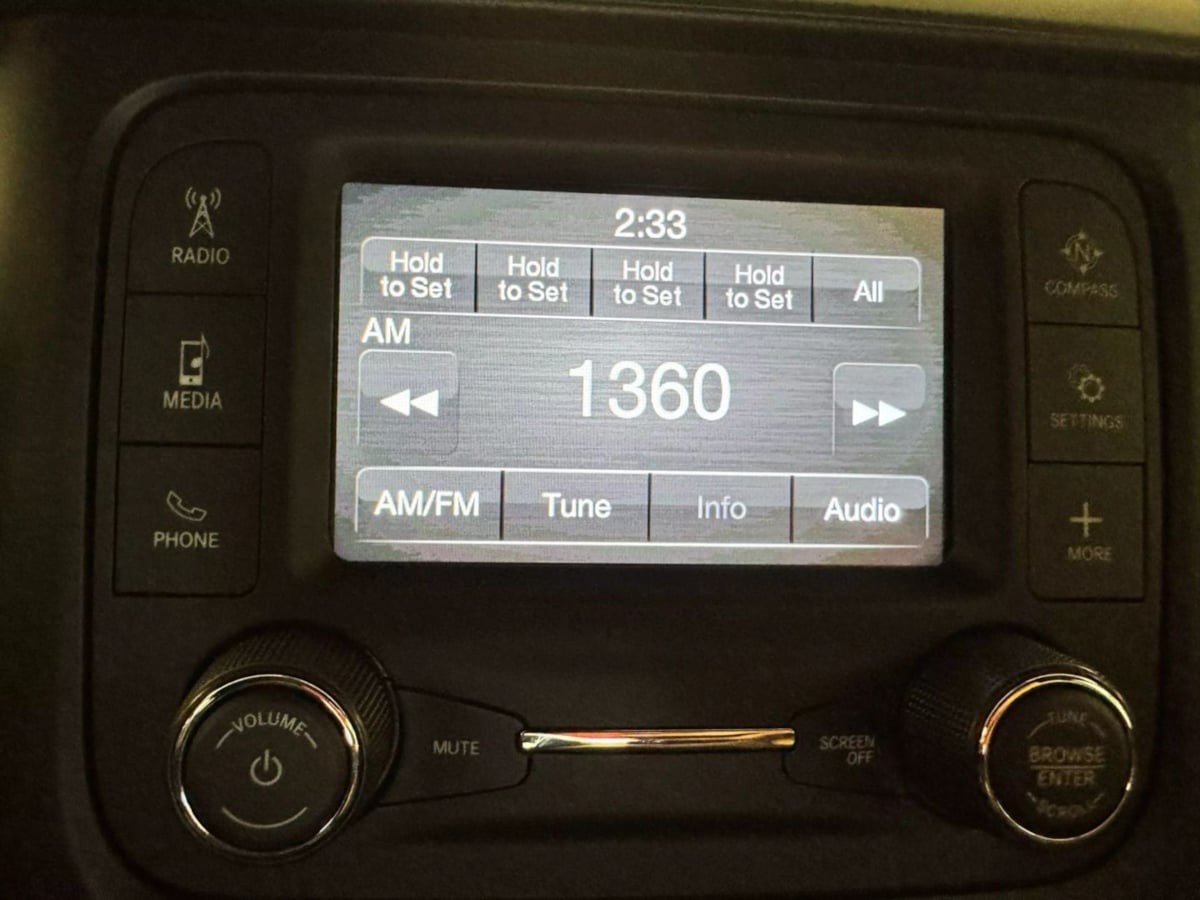 2:33
Hold to Set
Hold to Set
Hold to Set
Hold to Set
All
AM
1360
AM/FM
Tune
Info
Audio
RADIO
MEDIA
PHONE
N
COMPASS
SETTINGS
MORE
VOLUME
MUTE
SCREEN
OFF
TUNE
BROWSE
ENTER
SCROLL